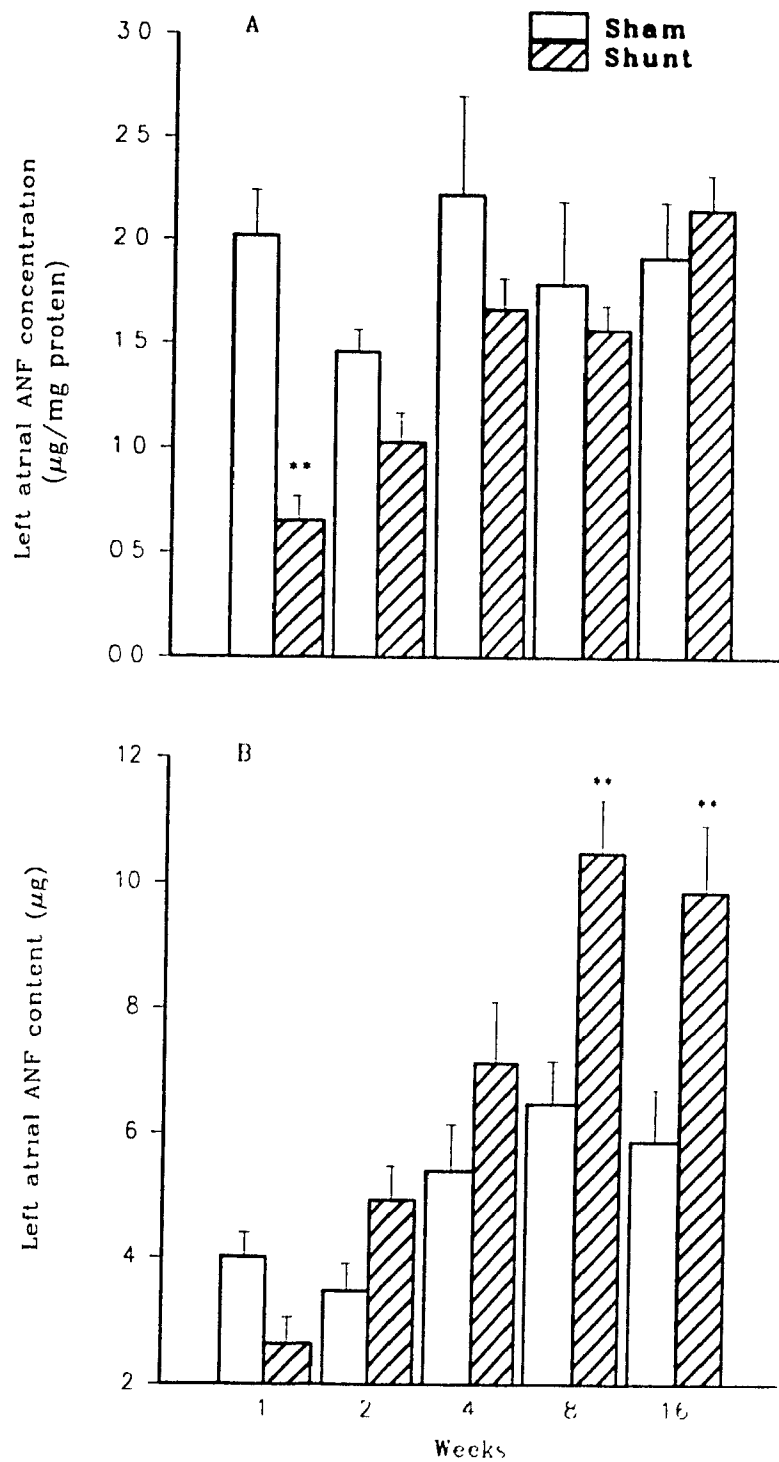 A
Sham
Shunt
3 0
2 5
2 0
1 5
1 0
0 5
0 0
Left atrial ANF concentration
(μg/mg protein)
**
B
12
10
8
6
4
2
Left atrial ANF content (μg)
**
**
1 2 4 8 16
Weeks